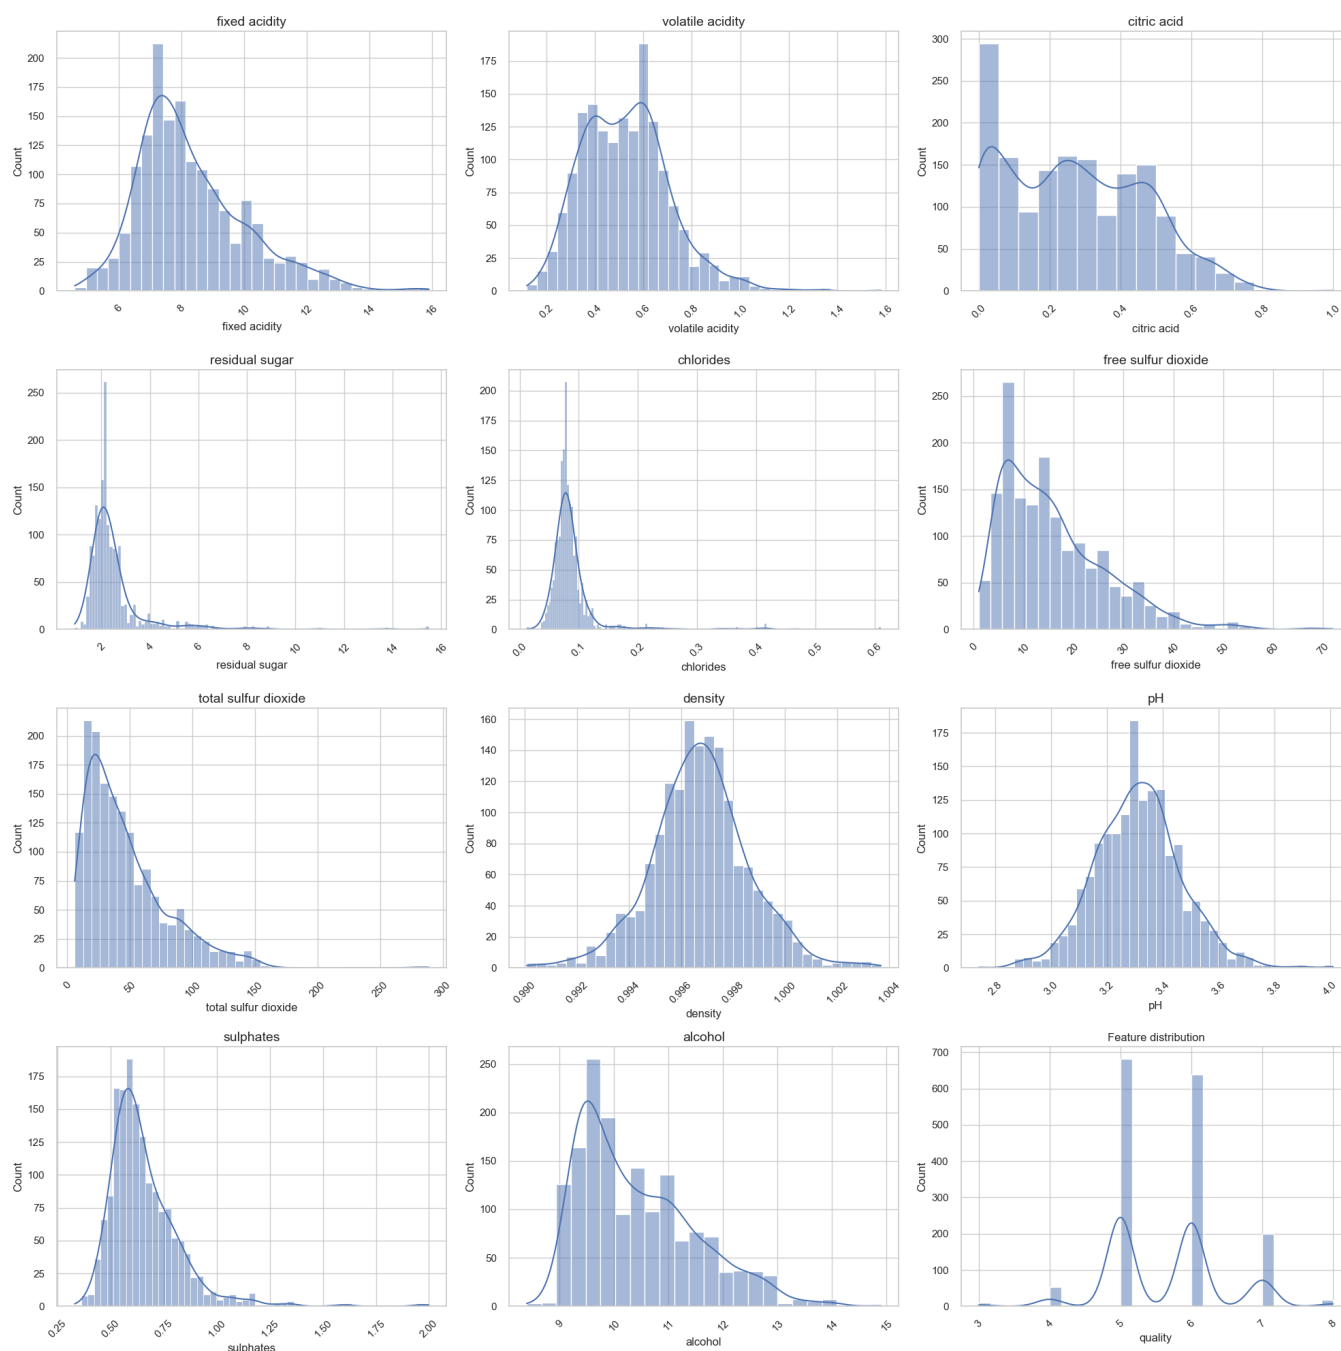 fixed acidity volatile acidity citric acid
Count Count Count
200 175 150 125 100 75 50 25 0
175 150 125 100 75 50 25 0
300 250 200 150 100 50 0
6 8 10 12 14 16
0.2 0.4 0.6 0.8 1.0 1.2 1.4 1.6
0.0 0.2 0.4 0.6 0.8 1.0
fixed acidity volatile acidity citric acid
residual sugar chlorides free sulfur dioxide
Count Count Count
250 200 150 100 50 0
200 175 150 125 100 75 50 25 0
250 200 150 100 50 0
2 4 6 8 10 12 14 16
0.0 0.1 0.2 0.3 0.4 0.5 0.6
0 10 20 30 40 50 60 70
residual sugar chlorides free sulfur dioxide
total sulfur dioxide density pH
Count Count Count
200 175 150 125 100 75 50 25 0
160 140 120 100 80 60 40 20 0
175 150 125 100 75 50 25 0
0 50 100 150 200 250 300
0.990 0.992 0.994 0.996 0.998 1.000 1.002 1.004
2.8 3.0 3.2 3.4 3.6 3.8 4.0
total sulfur dioxide density pH
sulphates alcohol Feature distribution
Count Count Count
175 150 125 100 75 50 25 0
250 200 150 100 50 0
700 600 500 400 300 200 100 0
0.25 0.50 0.75 1.00 1.25 1.50 1.75 2.00
9 10 11 12 13 14 15
3 4 5 6 7 8
sulphates alcohol quality